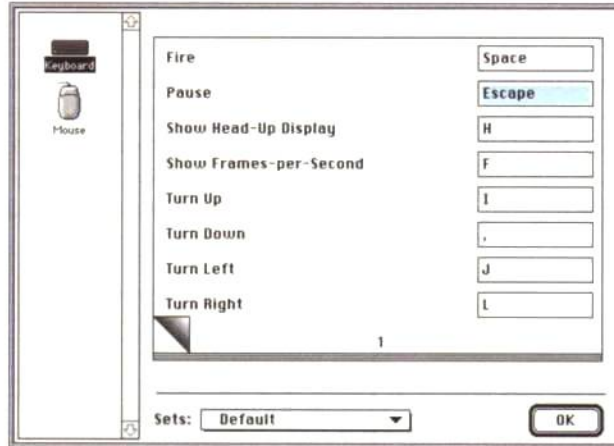 Keyboard
Mouse
Fire Space
Pause Escape
Show Head-Up Display H
Show Frames-per-Second F
Turn Up I
Turn Down ,
Turn Left J
Turn Right L
1
Sets: Default OK